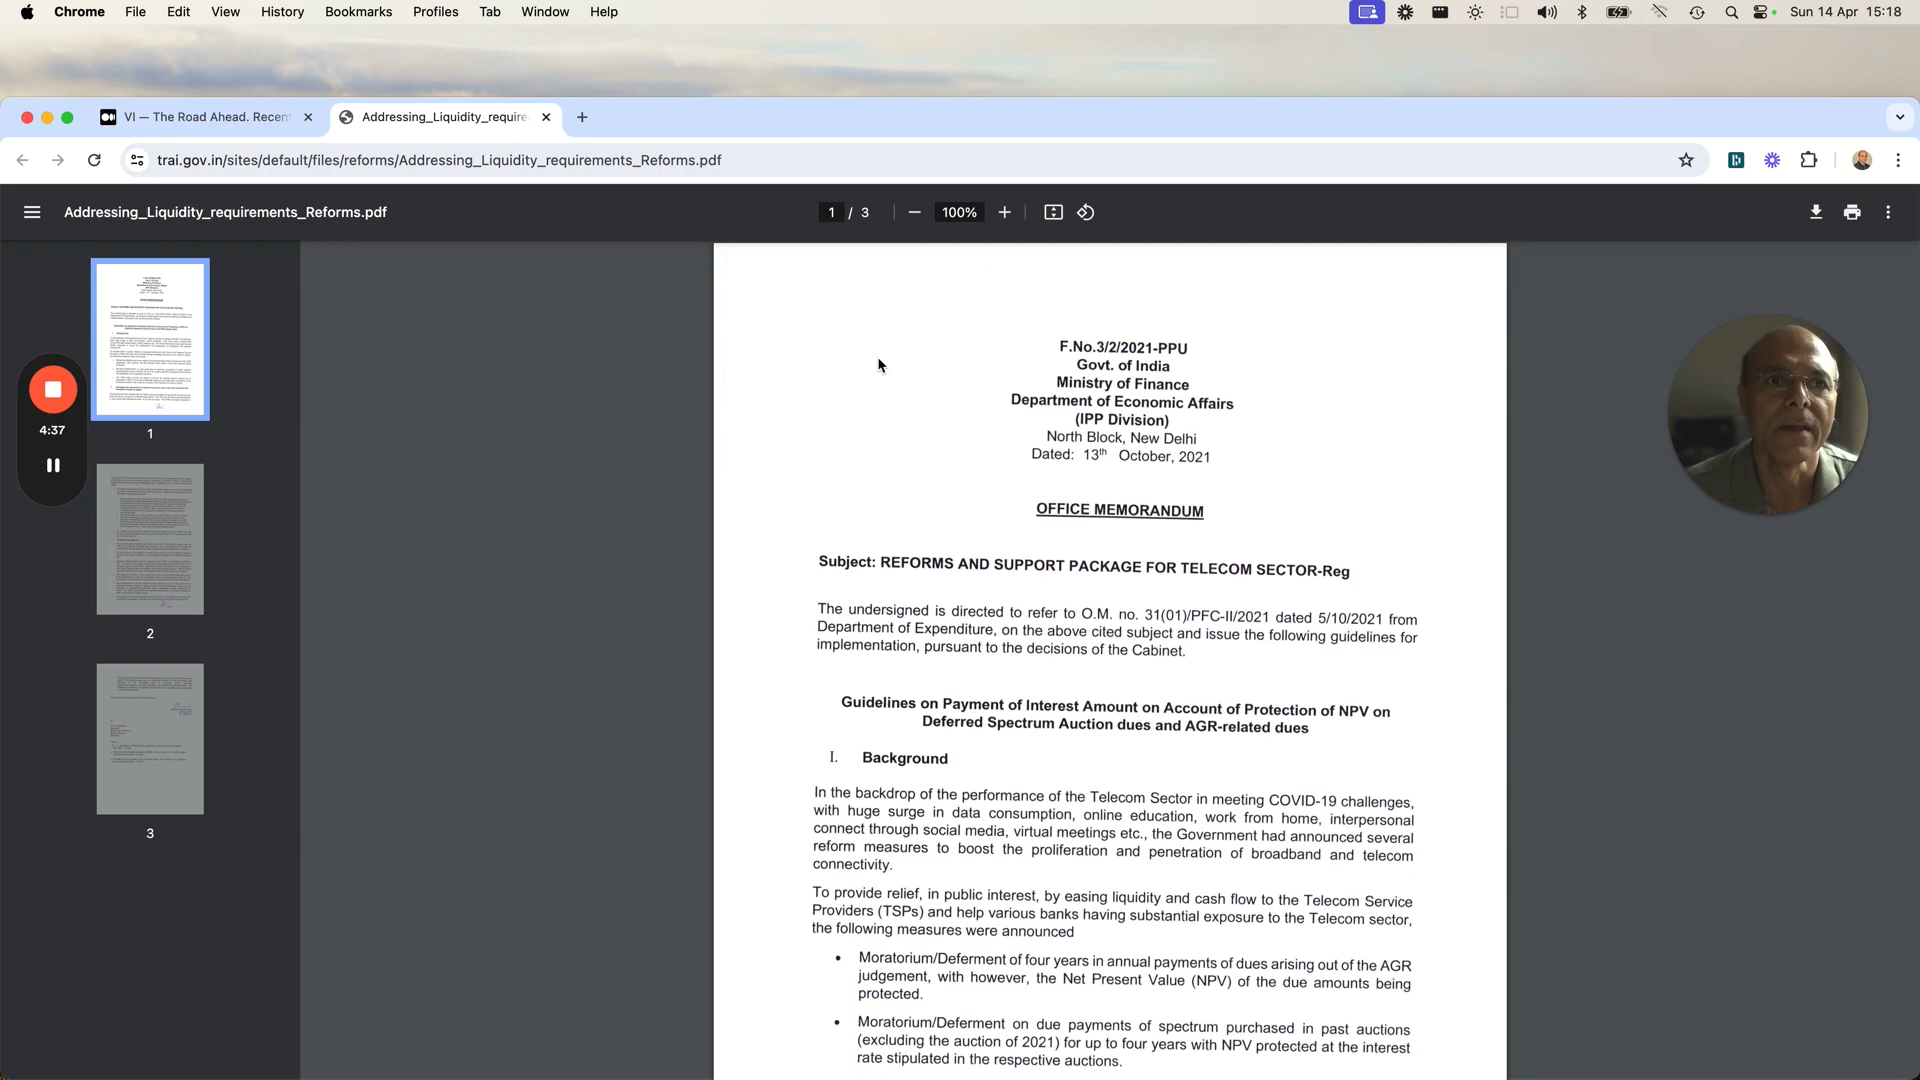 Chrome File Edit View History Bookmarks Profiles Tab Window Help Sun 14 Apr 15:18
VI — The Road Ahead. Recen
Addressing_Liquidity_require
trai.gov.in/sites/default/files/reforms/Addressing_Liquidity_requirements_Reforms.pdf
Addressing_Liquidity_requirements_Reforms.pdf 1 / 3 100%
4:37
1
2
3
F.No.3/2/2021-PPU
Govt. of India
Ministry of Finance
Department of Economic Affairs
(IPP Division)
North Block, New Delhi
Dated: 13th October, 2021
OFFICE MEMORANDUM
Subject: REFORMS AND SUPPORT PACKAGE FOR TELECOM SECTOR-Reg
The undersigned is directed to refer to O.M. no. 31(01)/PFC-II/2021 dated 5/10/2021 from
Department of Expenditure, on the above cited subject and issue the following guidelines for
implementation, pursuant to the decisions of the Cabinet.
Guidelines on Payment of Interest Amount on Account of Protection of NPV on
Deferred Spectrum Auction dues and AGR-related dues
I. Background
In the backdrop of the performance of the Telecom Sector in meeting COVID-19 challenges,
with huge surge in data consumption, online education, work from home, interpersonal
connect through social media, virtual meetings etc., the Government had announced several
reform measures to boost the proliferation and penetration of broadband and telecom
connectivity.
To provide relief, in public interest, by easing liquidity and cash flow to the Telecom Service
Providers (TSPs) and help various banks having substantial exposure to the Telecom sector,
the following measures were announced
• Moratorium/Deferment of four years in annual payments of dues arising out of the AGR
judgement, with however, the Net Present Value (NPV) of the due amounts being
protected.
• Moratorium/Deferment on due payments of spectrum purchased in past auctions
(excluding the auction of 2021) for up to four years with NPV protected at the interest
rate stipulated in the respective auctions.